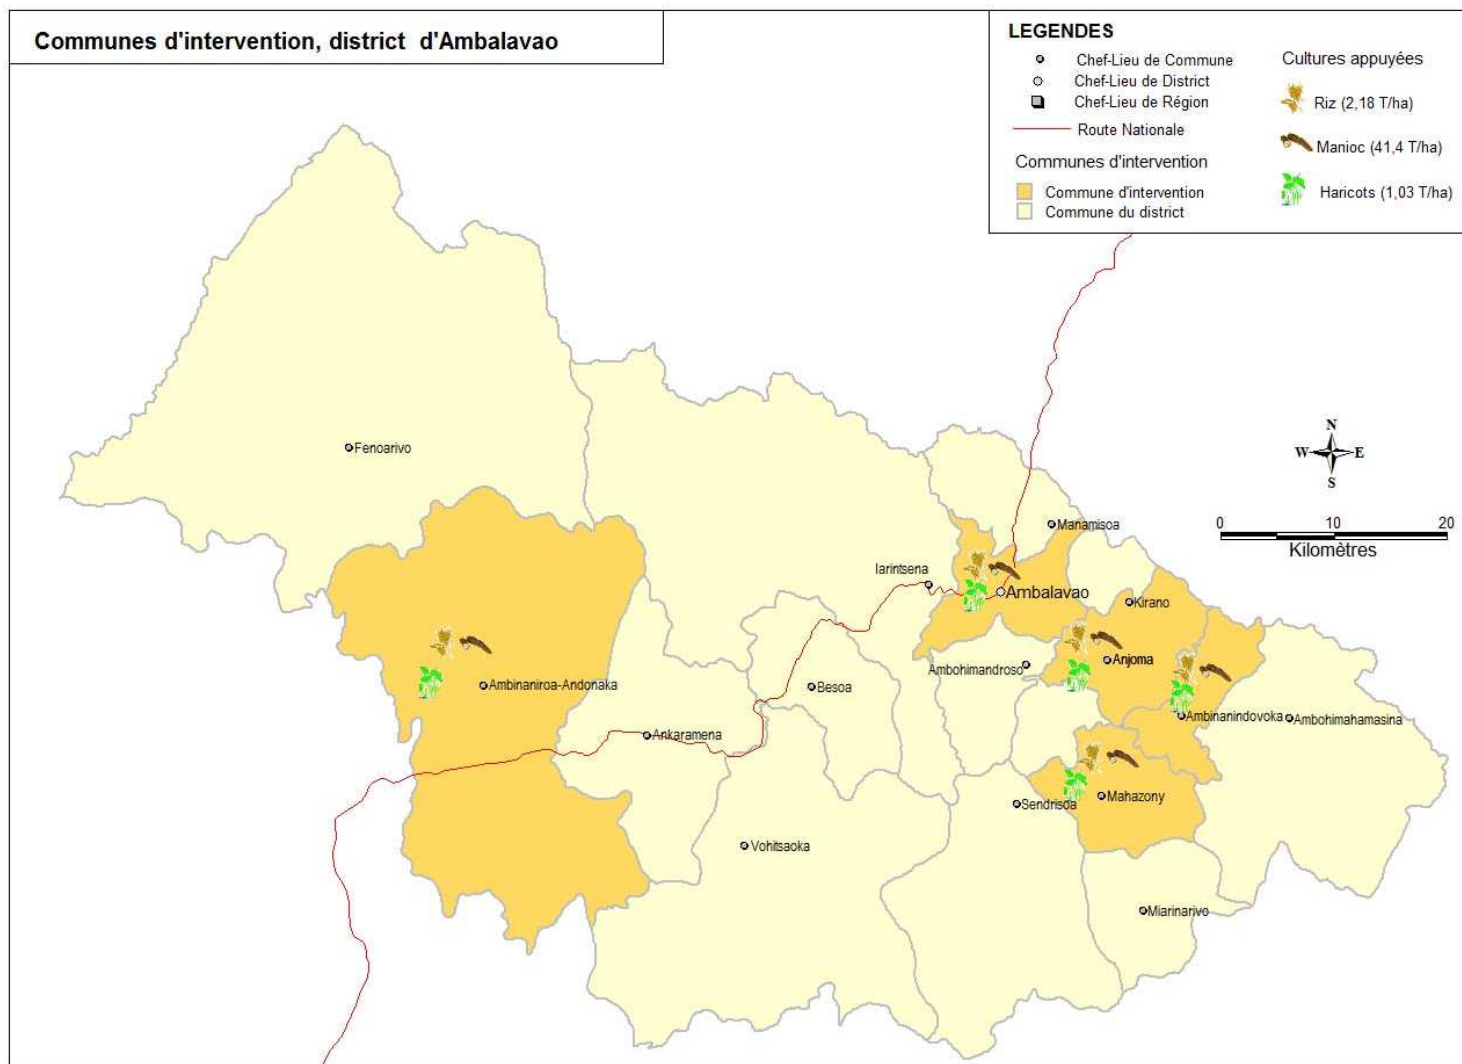 Communes d'intervention, district d'Ambalavao
LEGENDES
Chef-Lieu de Commune
Chef-Lieu de District
Chef-Lieu de Région
Route Nationale
Communes d'intervention
Commune d'intervention
Commune du district
Cultures appuyées
Riz (2,18 T/ha)
Manioc (41,4 T/ha)
Haricots (1,03 T/ha)
N
W E
S
0 10 20
Kilomètres
Fenoarivo
Manamisoa
Iarintsena
Ambalavao
Kirano
Ambohimandroso
Anjoma
Ambinaniroa-Andonaka
Besoa
Ambinanindovoka
Ambohimahamasina
Ankaramena
Mahazony
Sendrisoa
Vohitsaoka
Miarinarivo